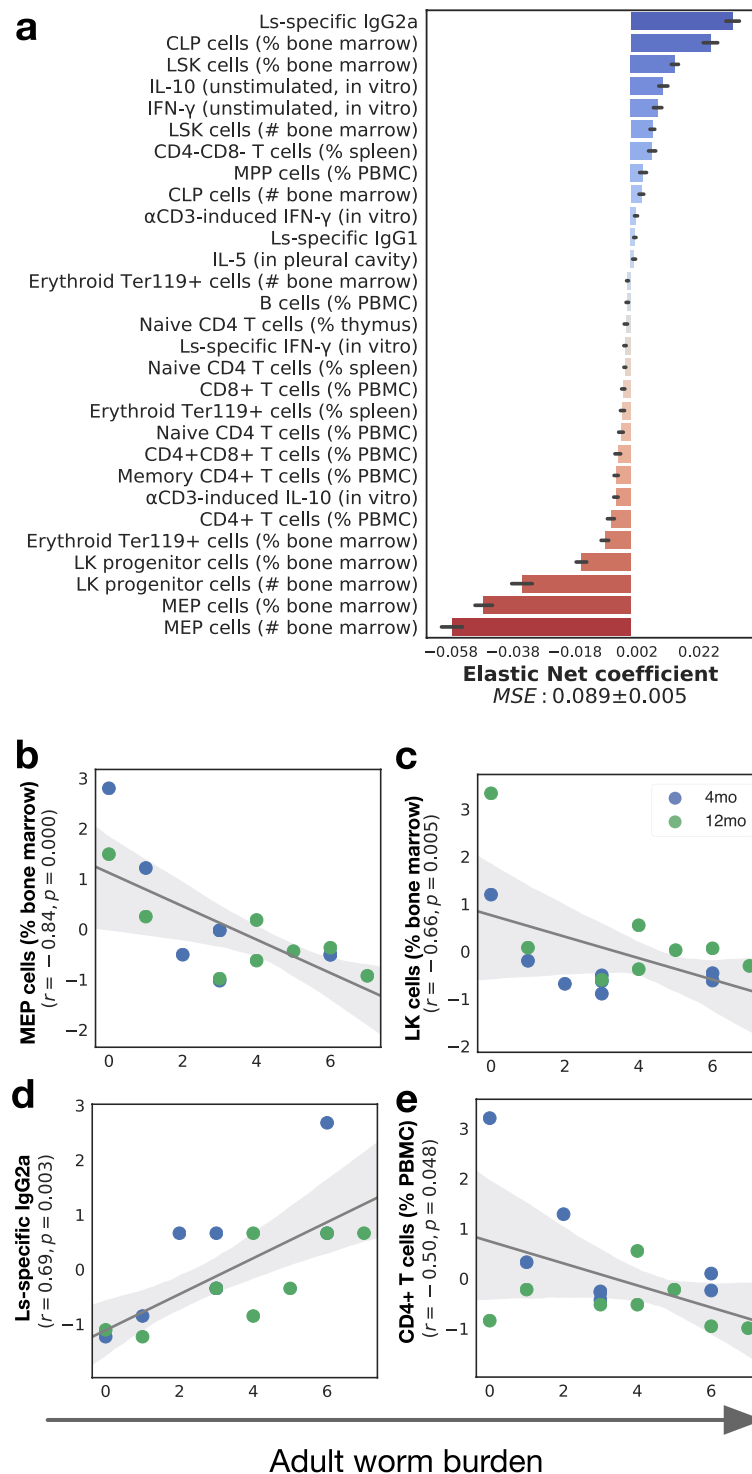 a
Ls-specific IgG2a
CLP cells (% bone marrow)
LSK cells (% bone marrow)
IL-10 (unstimulated, in vitro)
IFN-γ (unstimulated, in vitro)
LSK cells (# bone marrow)
CD4-CD8- T cells (% spleen)
MPP cells (% PBMC)
CLP cells (# bone marrow)
αCD3-induced IFN-γ (in vitro)
Ls-specific IgG1
IL-5 (in pleural cavity)
Erythroid Ter119+ cells (# bone marrow)
B cells (% PBMC)
Naive CD4 T cells (% thymus)
Ls-specific IFN-γ (in vitro)
Naive CD4 T cells (% spleen)
CD8+ T cells (% PBMC)
Erythroid Ter119+ cells (% spleen)
Naive CD4 T cells (% PBMC)
CD4+CD8+ T cells (% PBMC)
Memory CD4+ T cells (% PBMC)
αCD3-induced IL-10 (in vitro)
CD4+ T cells (% PBMC)
Erythroid Ter119+ cells (% bone marrow)
LK progenitor cells (% bone marrow)
LK progenitor cells (# bone marrow)
MEP cells (% bone marrow)
MEP cells (# bone marrow)
−0.058 −0.038 −0.018 0.002 0.022
Elastic Net coefficient
MSE : 0.089±0.005
b
MEP cells (% bone marrow)
(r = −0.84, p = 0.000)
3
2
1
0
−1
−2
0 2 4 6
c
LK cells (% bone marrow)
(r = −0.66, p = 0.005)
3
2
1
0
−1
−2
4mo
12mo
0 2 4 6
d
Ls-specific IgG2a
(r = 0.69, p = 0.003)
3
2
1
0
−1
0 2 4 6
e
CD4+ T cells (% PBMC)
(r = −0.50, p = 0.048)
3
2
1
0
−1
0 2 4 6
Adult worm burden